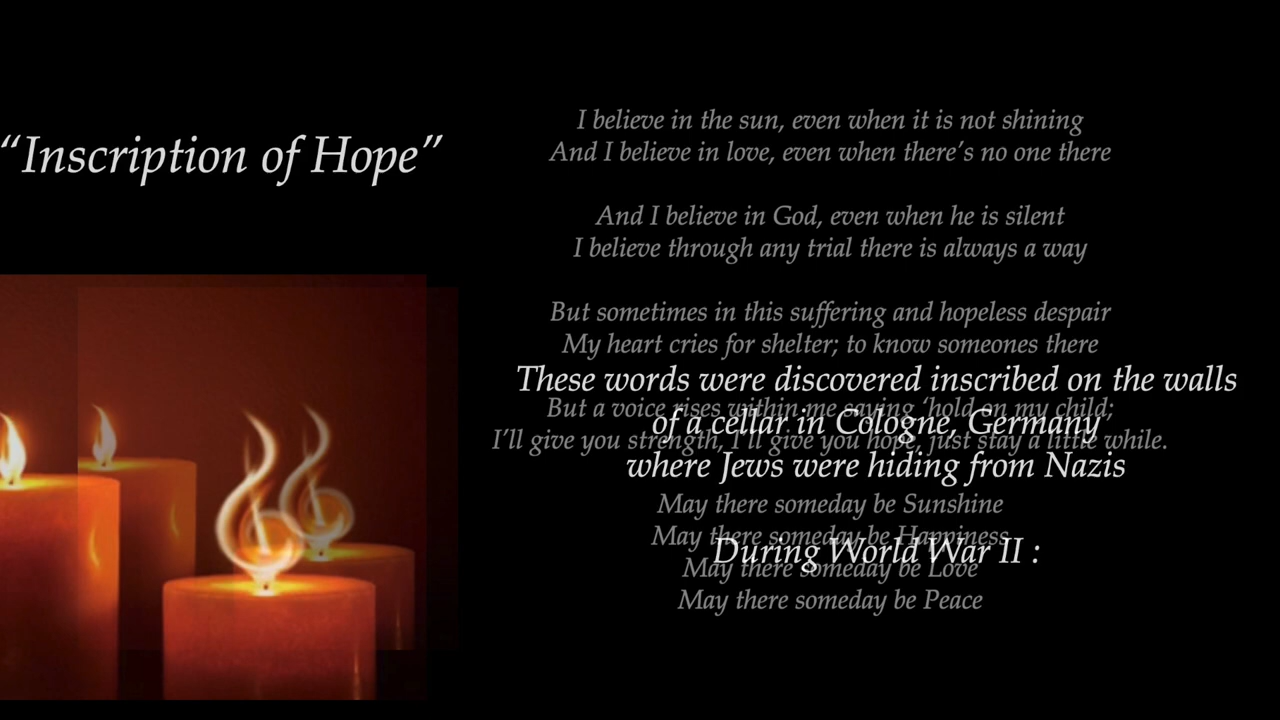 “Inscription of Hope”
I believe in the sun, even when it is not shining
And I believe in love, even when there’s no one there
And I believe in God, even when he is silent
I believe through any trial there is always a way
But sometimes in this suffering and hopeless despair
My heart cries for shelter; to know someones there
But a voice rises within me saying ‘hold on my child;
I’ll give you strength, I’ll give you hope, just stay a little while.
May there someday be Sunshine
May there someday be Happiness
May there someday be Love
May there someday be Peace
These words were discovered inscribed on the walls
of a cellar in Cologne, Germany
where Jews were hiding from Nazis
During World War II :